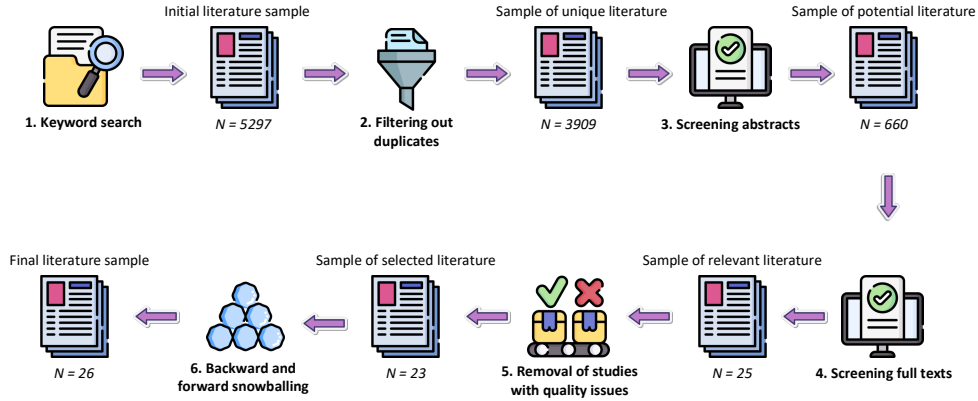 Initial literature sample
Sample of unique literature
Sample of potential literature
1. Keyword search
N = 5297
2. Filtering out
duplicates
N = 3909
3. Screening abstracts
N = 660
Final literature sample
Sample of selected literature
Sample of relevant literature
N = 26
6. Backward and
forward snowballing
N = 23
5. Removal of studies
with quality issues
N = 25
4. Screening full texts